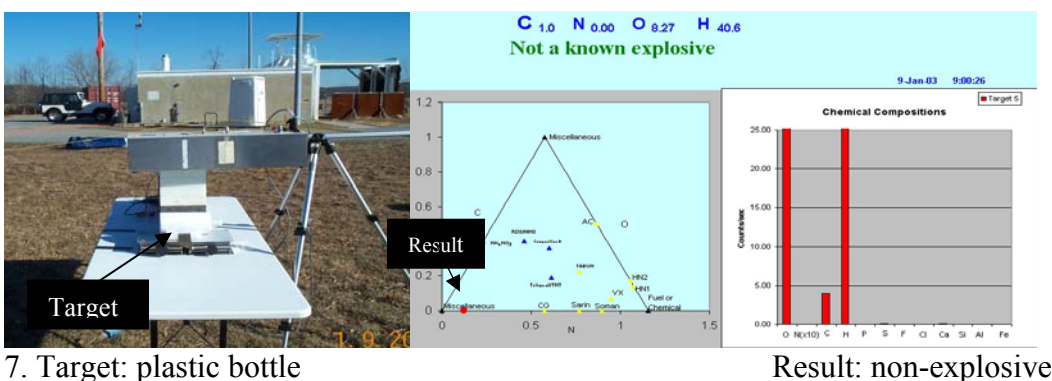 C 1.0 N 0.00 O 8.27 H 40.6
Not a known explosive
9-Jan-03 9:00:26
Target
1.9.20
1.2
1
0.8
0.6
0.2
0
0
0.5
1
1.5
N
C
O
Result
Miscellaneous
Miscellaneous
AC
TABUN
HN2
HN1
VX
CG
Sarin
Soman
Fuel or
Chemical
Target 5
Chemical Compositions
Counts/sec
25.00
20.00
15.00
10.00
5.00
0.00
O N(x10) C H P S F Cl Ca Si Al Fe
7. Target: plastic bottle
Result: non-explosive